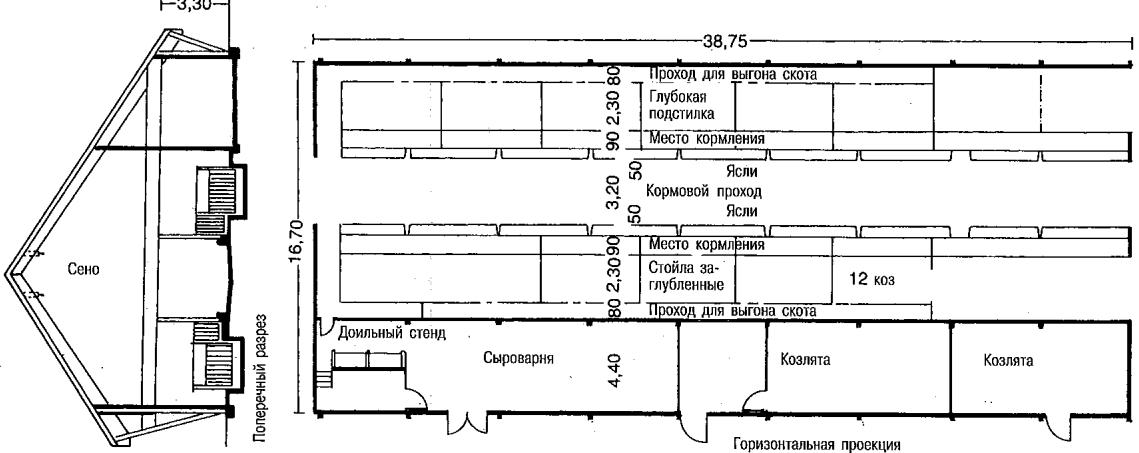 3,30
Сено
Поперечный разрез
38,75
16,70
80
Проход для выгона скота
2,30
Глубокая
подстилка
90
Место кормления
50
Ясли
3,20
Кормовой проход
50
Ясли
90
Место кормления
2,30
Стойла за-
глубленные
12 коз
80
Проход для выгона скота
Доильный стенд
Сыроварня
4,40
Козлята
Козлята
Горизонтальная проекция